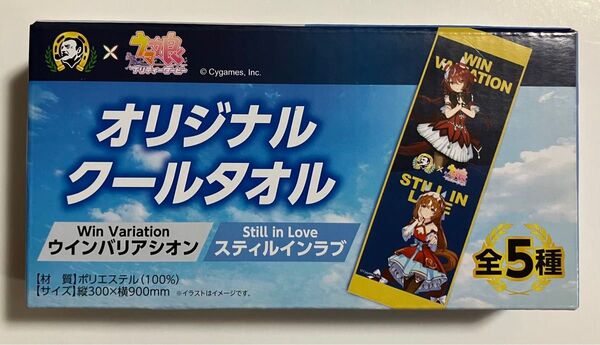 ×
ウマ娘
プリティーダービー
© Cygames, Inc.
オリジナル
クールタオル
Win Variation
ウインバリアシオン
Still in Love
スティルインラブ
【材　質】ポリエステル(100%)
【サイズ】縦300×横900mm ※イラストはイメージです。
WIN
VARIATION
×
STILL IN
LOVE
全5種